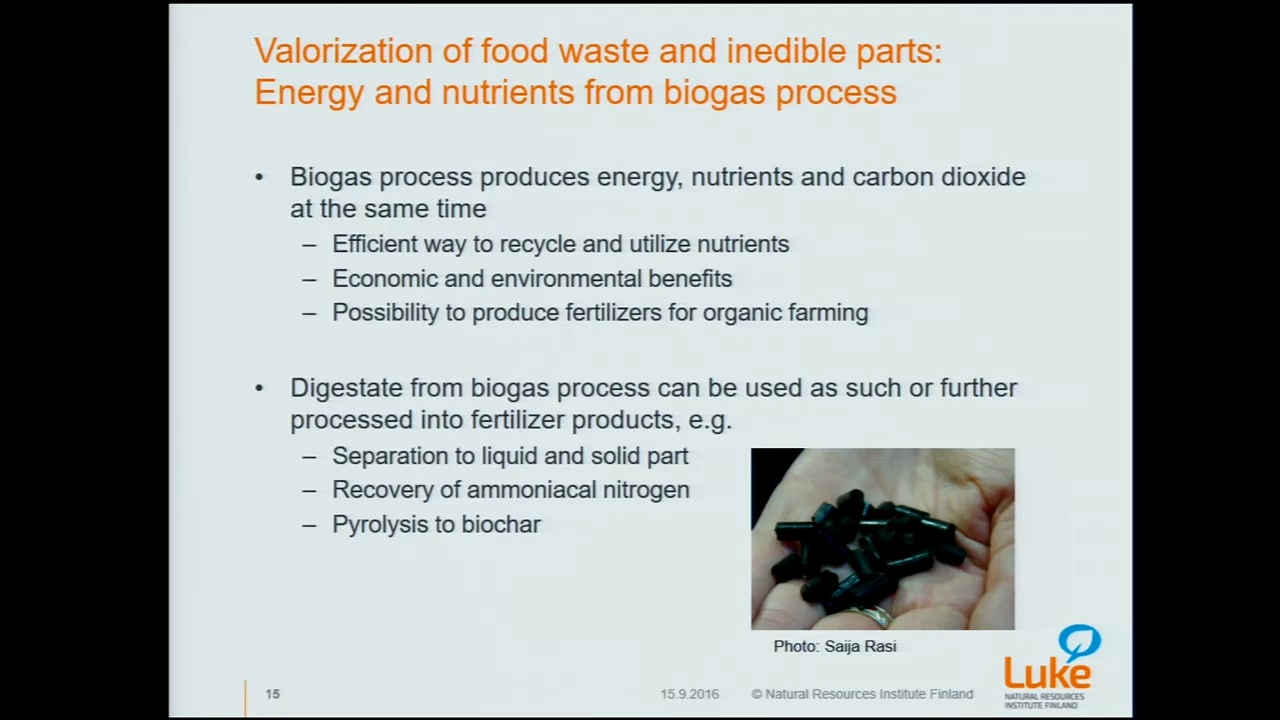 Valorization of food waste and inedible parts:
Energy and nutrients from biogas process
• Biogas process produces energy, nutrients and carbon dioxide
at the same time
– Efficient way to recycle and utilize nutrients
– Economic and environmental benefits
– Possibility to produce fertilizers for organic farming
• Digestate from biogas process can be used as such or further
processed into fertilizer products, e.g.
– Separation to liquid and solid part
– Recovery of ammoniacal nitrogen
– Pyrolysis to biochar
Photo: Saija Rasi
15
15.9.2016
© Natural Resources Institute Finland
Luke
NATURAL RESOURCES
INSTITUTE FINLAND